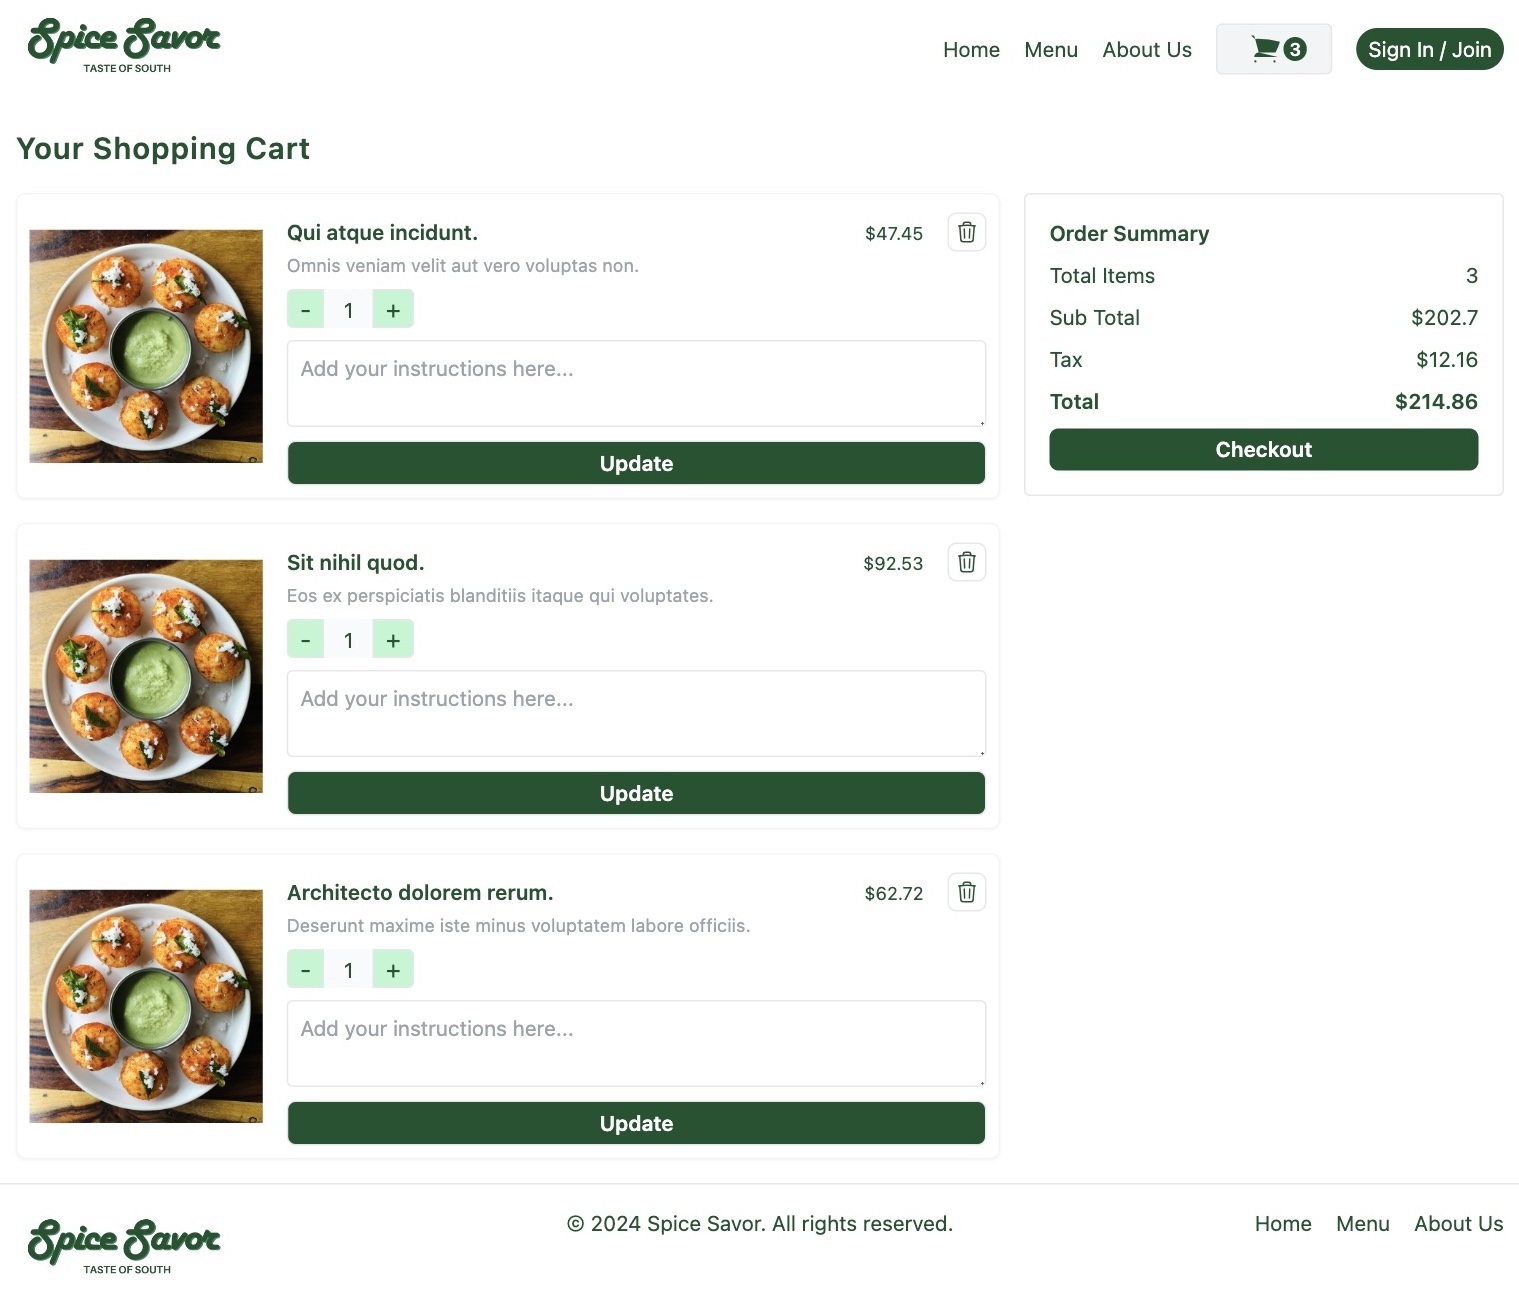 Spice Savor
TASTE OF SOUTH
Home Menu About Us 3 Sign In / Join
Your Shopping Cart
Qui atque incidunt. $47.45
Omnis veniam velit aut vero voluptas non.
- 1 +
Add your instructions here...
Update
Sit nihil quod. $92.53
Eos ex perspiciatis blanditiis itaque qui voluptates.
- 1 +
Add your instructions here...
Update
Architecto dolorem rerum. $62.72
Deserunt maxime iste minus voluptatem labore officiis.
- 1 +
Add your instructions here...
Update
Order Summary
Total Items 3
Sub Total $202.7
Tax $12.16
Total $214.86
Checkout
Spice Savor
TASTE OF SOUTH
© 2024 Spice Savor. All rights reserved.
Home Menu About Us